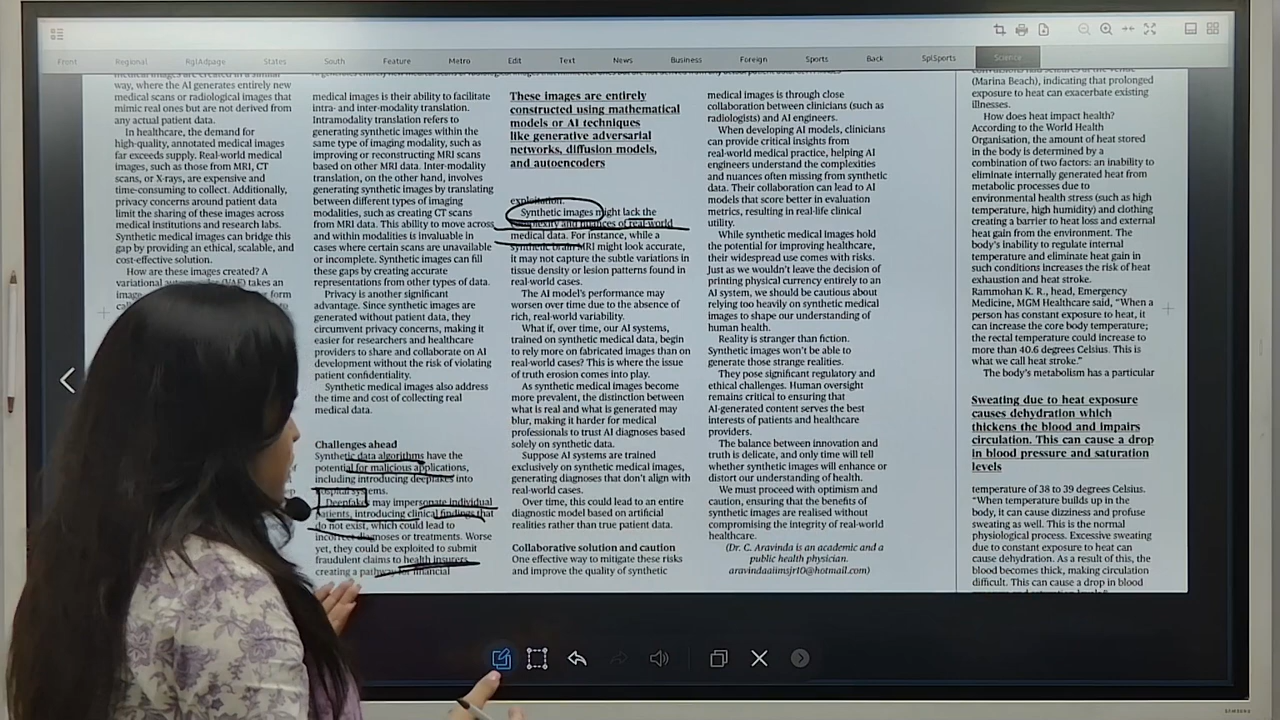 Front Regional RglAdpage States South Feature Metro Edit Text News Business Foreign Sports Back SplSports Science
way, where the AI generates entirely new
medical scans or radiological images that
mimic real ones but are not derived from
any actual patient data.
In healthcare, the demand for
high-quality, annotated medical images
far exceeds supply. Real-world medical
images, such as those from MRI, CT
scans, or X-rays, are expensive and
time-consuming to collect. Additionally,
privacy concerns around patient data
limit the sharing of these images across
medical institutions and research labs.
Synthetic medical images can bridge this
gap by providing an ethical, scalable, and
cost-effective solution.
How are these images created? A
variational autoencoder (VAE) takes an
form
medical images is their ability to facilitate
intra- and inter-modality translation.
Intramodality translation refers to
generating synthetic images within the
same type of imaging modality, such as
improving or reconstructing MRI scans
based on other MRI data. Inter-modality
translation, on the other hand, involves
generating synthetic images by translating
between different types of imaging
modalities, such as creating CT scans
from MRI data. This ability to move across
and within modalities is invaluable in
cases where certain scans are unavailable
or incomplete. Synthetic images can fill
these gaps by creating accurate
representations from other types of data.
Privacy is another significant
advantage. Since synthetic images are
generated without patient data, they
circumvent privacy concerns, making it
easier for researchers and healthcare
providers to share and collaborate on AI
development without the risk of violating
patient confidentiality.
Synthetic medical images also address
the time and cost of collecting real
medical data.
Challenges ahead
Synthetic data algorithms have the
potential for malicious applications,
including introducing deepfakes into
hospital systems.
Deepfakes may impersonate individual
patients, introducing clinical findings that
do not exist, which could lead to
incorrect diagnoses or treatments. Worse
yet, they could be exploited to submit
fraudulent claims to health insurers,
creating a pathway for financial
These images are entirely
constructed using mathematical
models or AI techniques
like generative adversarial
networks, diffusion models,
and autoencoders
exploitation.
Synthetic images might lack the
complexity and nuances of real-world
medical data. For instance, while a
synthetic brain MRI might look accurate,
it may not capture the subtle variations in
tissue density or lesion patterns found in
real-world cases.
The AI model's performance may
worsen over time due to the absence of
rich, real-world variability.
What if, over time, our AI systems,
trained on synthetic medical data, begin
to rely more on fabricated images than on
real-world cases? This is where the issue
of truth erosion comes into play.
As synthetic medical images become
more prevalent, the distinction between
what is real and what is generated may
blur, making it harder for medical
professionals to trust AI diagnoses based
solely on synthetic data.
Suppose AI systems are trained
exclusively on synthetic medical images,
generating diagnoses that don't align with
real-world cases.
Over time, this could lead to an entire
diagnostic model based on artificial
realities rather than true patient data.
Collaborative solution and caution
One effective way to mitigate these risks
and improve the quality of synthetic
medical images is through close
collaboration between clinicians (such as
radiologists) and AI engineers.
When developing AI models, clinicians
can provide critical insights from
real-world medical practice, helping AI
engineers understand the complexities
and nuances often missing from synthetic
data. Their collaboration can lead to AI
models that score better in evaluation
metrics, resulting in real-life clinical
utility.
While synthetic medical images hold
the potential for improving healthcare,
their widespread use comes with risks.
Just as we wouldn't leave the decision of
printing physical currency entirely to an
AI system, we should be cautious about
relying too heavily on synthetic medical
images to shape our understanding of
human health.
Reality is stranger than fiction.
Synthetic images won't be able to
generate those strange realities.
They pose significant regulatory and
ethical challenges. Human oversight
remains critical to ensuring that
AI-generated content serves the best
interests of patients and healthcare
providers.
The balance between innovation and
truth is delicate, and only time will tell
whether synthetic images will enhance or
distort our understanding of health.
We must proceed with optimism and
caution, ensuring that the benefits of
synthetic images are realised without
compromising the integrity of real-world
healthcare.
(Dr. C. Aravinda is an academic and a
public health physician.
aravindaaiimsjr10@hotmail.com)
(Marina Beach), indicating that prolonged
exposure to heat can exacerbate existing
illnesses.
How does heat impact health?
According to the World Health
Organisation, the amount of heat stored
in the body is determined by a
combination of two factors: an inability to
eliminate internally generated heat from
metabolic processes due to
environmental health stress (such as high
temperature, high humidity) and clothing
creating a barrier to heat loss and external
heat gain from the environment. The
body's inability to regulate internal
temperature and eliminate heat gain in
such conditions increases the risk of heat
exhaustion and heat stroke.
Rammohan K. R., head, Emergency
Medicine, MGM Healthcare said, "When a
person has constant exposure to heat, it
can increase the core body temperature;
the rectal temperature could increase to
more than 40.6 degrees Celsius. This is
what we call heat stroke."
The body's metabolism has a particular
Sweating due to heat exposure
causes dehydration which
thickens the blood and impairs
circulation. This can cause a drop
in blood pressure and saturation
levels
temperature of 38 to 39 degrees Celsius.
"When temperature builds up in the
body, it can cause dizziness and profuse
sweating as well. This is the normal
physiological process. Excessive sweating
due to constant exposure to heat can
cause dehydration. As a result of this, the
blood becomes thick, making circulation
difficult. This can cause a drop in blood
SAMSUNG